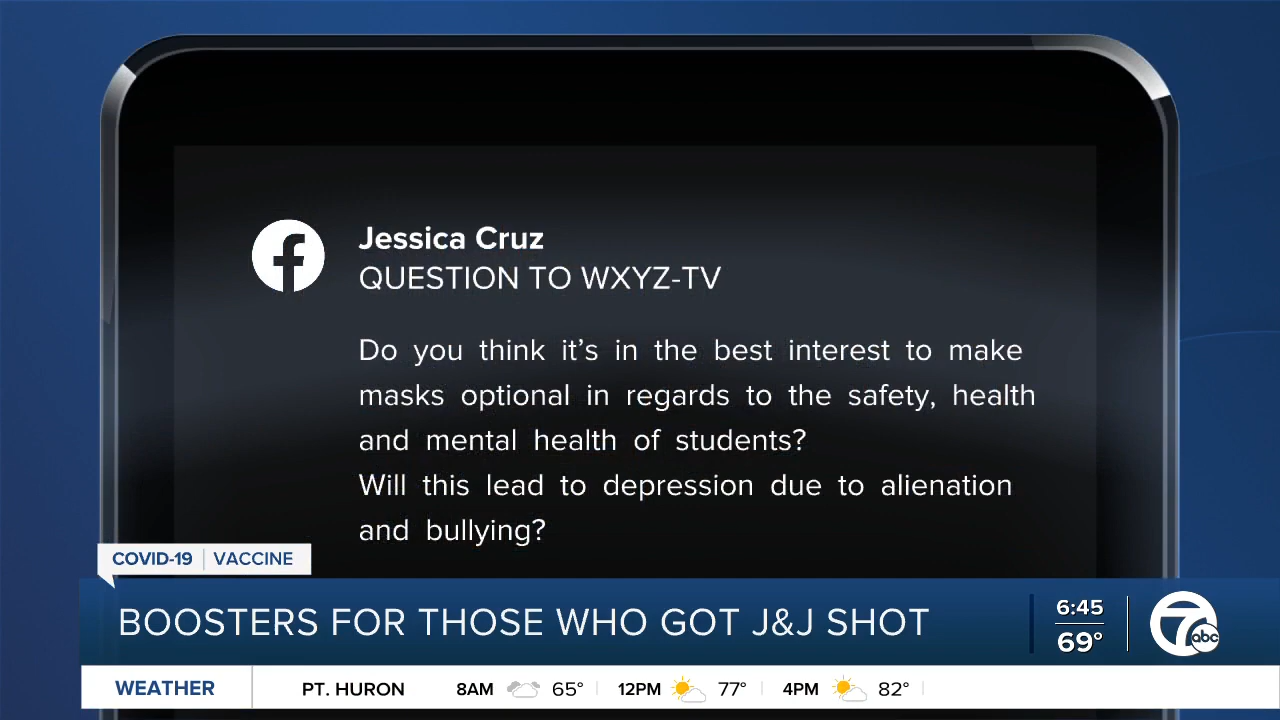 Jessica Cruz
QUESTION TO WXYZ-TV
Do you think it’s in the best interest to make
masks optional in regards to the safety, health
and mental health of students?
Will this lead to depression due to alienation
and bullying?
COVID-19 VACCINE
BOOSTERS FOR THOSE WHO GOT J&J SHOT
6:45
69°
7 abc
WEATHER PT. HURON 8AM 65° 12PM 77° 4PM 82°